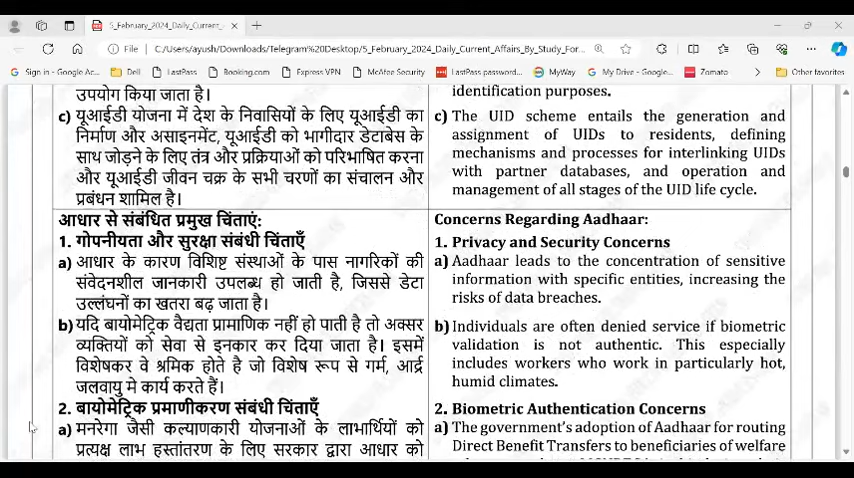 5_February_2024_Daily_Current_
File
C:/Users/ayush/Downloads/Telegram%20Desktop/5_February_2024_Daily_Current_Affairs_By_Study_For...
Sign in - Google Ac...
Dell
LastPass
Booking.com
Express VPN
McAfee Security
LastPass password...
MyWay
My Drive - Google...
Zomato
Other favorites
उपयोग किया जाता है।
c) यूआईडी योजना में देश के निवासियों के लिए यूआईडी का
निर्माण और असाइनमेंट, यूआईडी को भागीदार डेटाबेस के
साथ जोड़ने के लिए तंत्र और प्रक्रियाओं को परिभाषित करना
और यूआईडी जीवन चक्र के सभी चरणों का संचालन और
प्रबंधन शामिल है।
identification purposes.
c) The UID scheme entails the generation and
assignment of UIDs to residents, defining
mechanisms and processes for interlinking UIDs
with partner databases, and operation and
management of all stages of the UID life cycle.
आधार से संबंधित प्रमुख चिंताएं:
1. गोपनीयता और सुरक्षा संबंधी चिंताएँ
a) आधार के कारण विशिष्ट संस्थाओं के पास नागरिकों की
संवेदनशील जानकारी उपलब्ध हो जाती है, जिससे डेटा
उल्लंघनों का खतरा बढ़ जाता है।
b) यदि बायोमेट्रिक वैद्यता प्रामाणिक नहीं हो पाती है तो अक्सर
व्यक्तियों को सेवा से इनकार कर दिया जाता है। इसमें
विशेषकर वे श्रमिक होते है जो विशेष रूप से गर्म, आर्द्र
जलवायु मे कार्य करते हैं।
2. बायोमेट्रिक प्रमाणीकरण संबंधी चिंताएँ
a) मनरेगा जैसी कल्याणकारी योजनाओं के लाभार्थियों को
प्रत्यक्ष लाभ हस्तांतरण के लिए सरकार द्वारा आधार को
Concerns Regarding Aadhaar:
1. Privacy and Security Concerns
a) Aadhaar leads to the concentration of sensitive
information with specific entities, increasing the
risks of data breaches.
b) Individuals are often denied service if biometric
validation is not authentic. This especially
includes workers who work in particularly hot,
humid climates.
2. Biometric Authentication Concerns
a) The government's adoption of Aadhaar for routing
Direct Benefit Transfers to beneficiaries of welfare